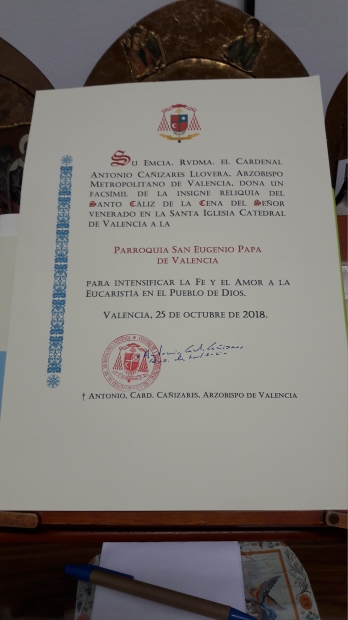 Su Emcia. Rvdma. el Cardenal
Antonio Cañizares Llovera, Arzobispo
Metropolitano de Valencia, dona un
facsímil de la insigne reliquia del
Santo Cáliz de la Cena del Señor
venerado en la Santa Iglesia Catedral
de Valencia a la
Parroquia San Eugenio Papa
de Valencia
para intensificar la Fe y el Amor a la
Eucaristía en el Pueblo de Dios.
Valencia, 25 de octubre de 2018.
Antonio Card. Cañizares
† Antonio, Card. Cañizares, Arzobispo de Valencia